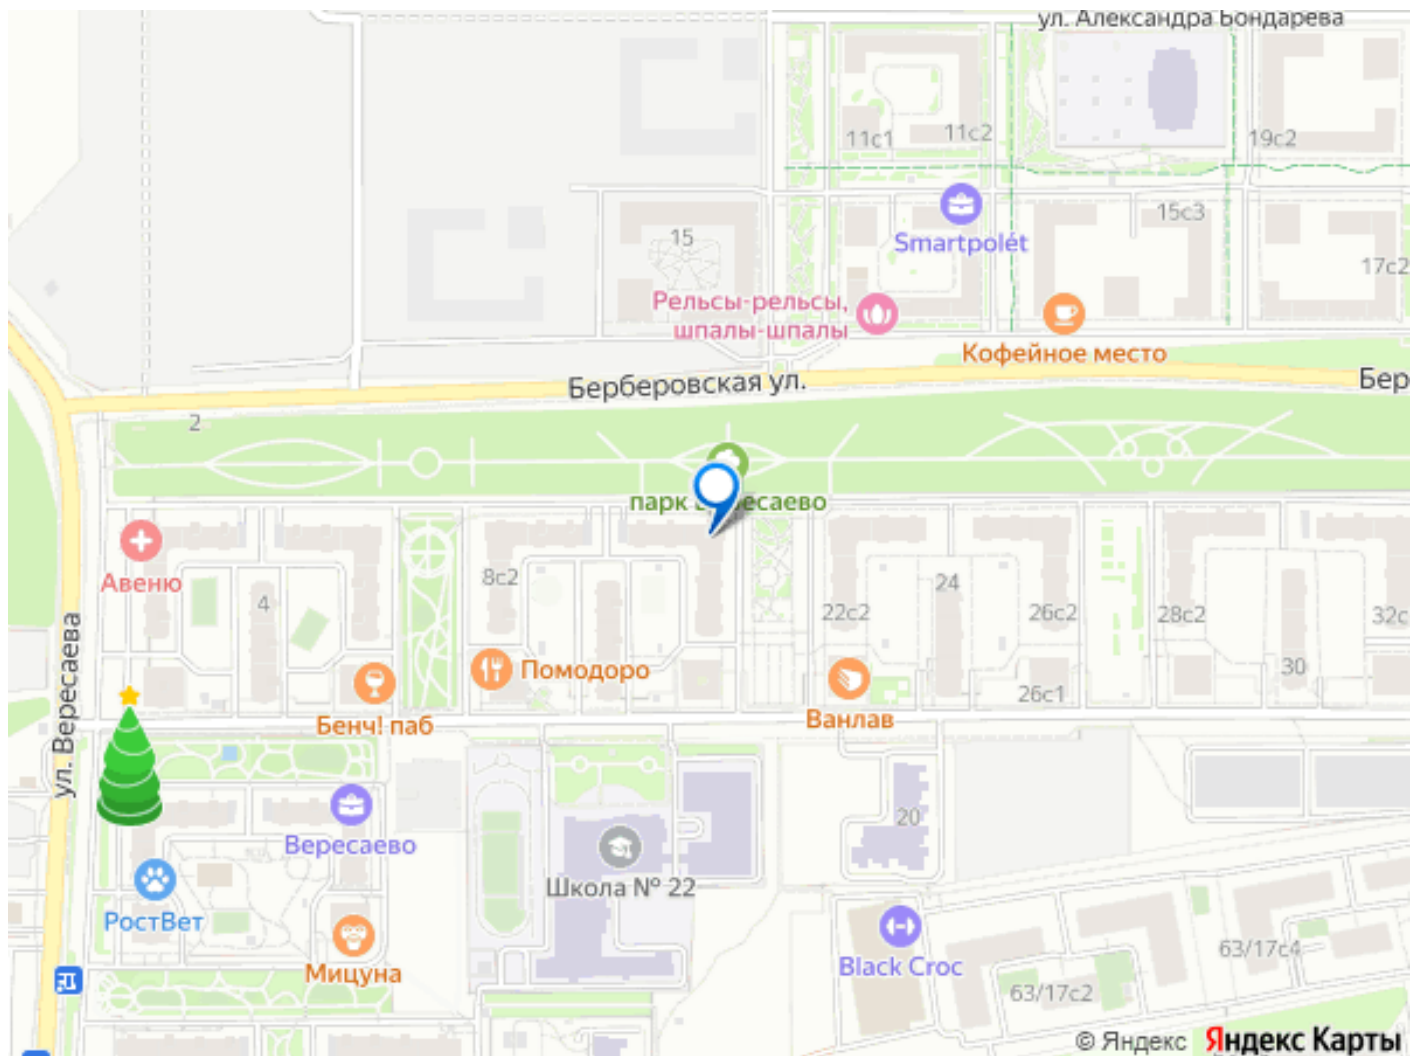 ул. Александра Бондарева
11с1
11с2
19с2
15с3
15
Smartpolét
17с2
Рельсы-рельсы,
шпалы-шпалы
Кофейное место
Берберовская ул.
Бер
2
парк Вересаево
Авеню
8с2
4
22с2
24
26с2
28с2
32с
ул. Вересаева
Помодоро
30
26с1
Бенч! паб
Ванлав
Вересаево
20
Школа № 22
РостВет
Мицуна
Black Croc
63/17с4
63/17с2
© Яндекс Яндекс Карты